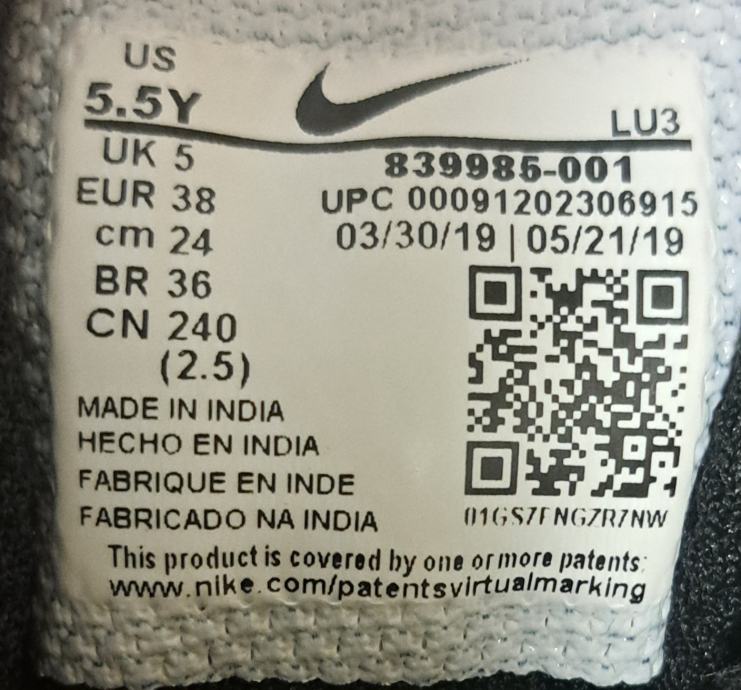 US
5.5Y
LU3
UK 5
839985-001
EUR 38
UPC 00091202306915
cm 24
03/30/19 | 05/21/19
BR 36
CN 240
(2.5)
MADE IN INDIA
HECHO EN INDIA
FABRIQUE EN INDE
FABRICADO NA INDIA
This product is covered by one or more patents:
www.nike.com/patentsvirtualmarking